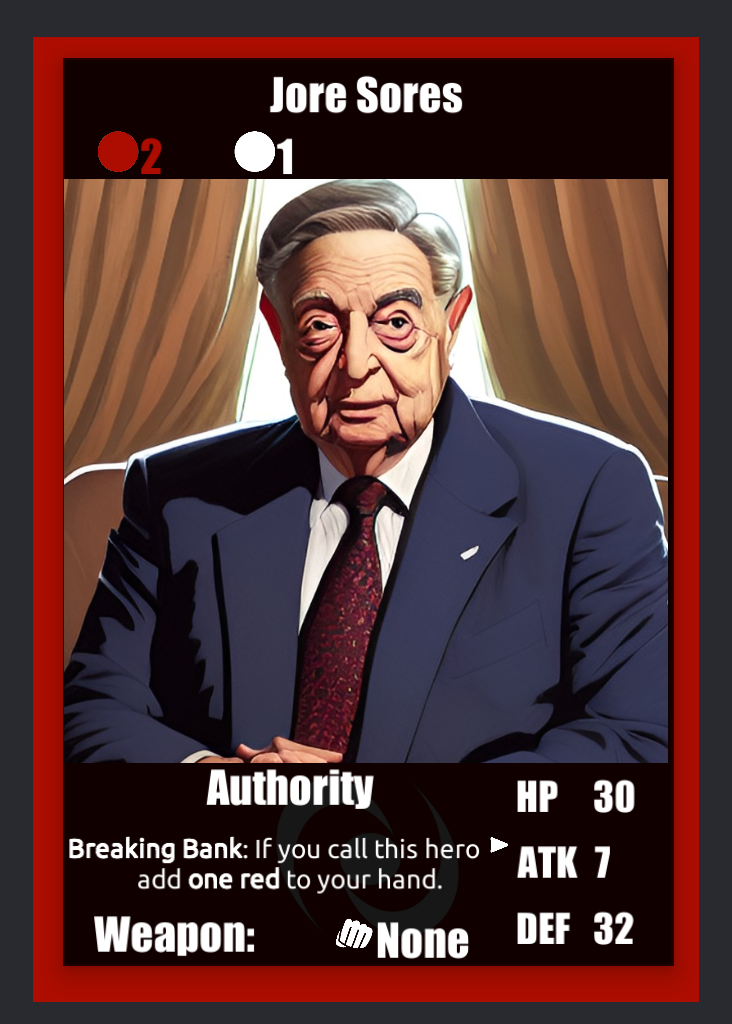 Jore Sores
2 1
Authority
Breaking Bank: If you call this hero
add one red to your hand.
Weapon: None
HP 30
ATK 7
DEF 32